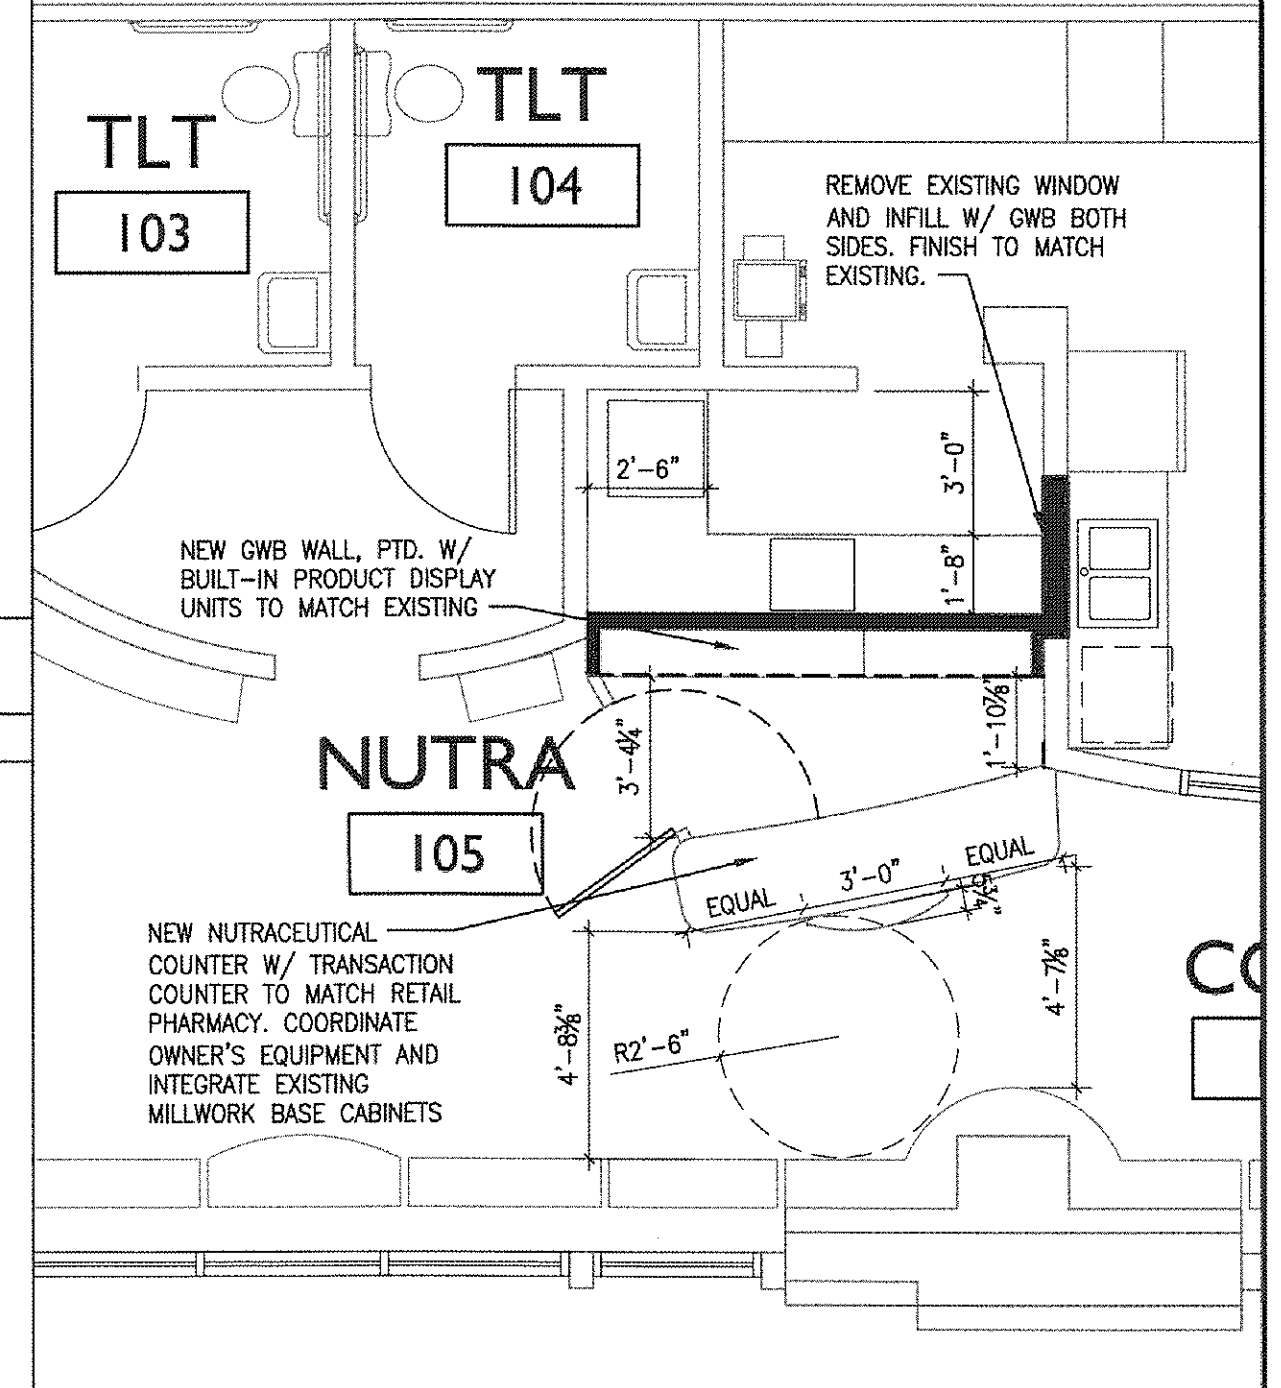 TLT
103
TLT
104
REMOVE EXISTING WINDOW
AND INFILL W/ GWB BOTH
SIDES. FINISH TO MATCH
EXISTING.
2'-6"
3'-0"
1'-8"
NEW GWB WALL, PTD. W/
BUILT-IN PRODUCT DISPLAY
UNITS TO MATCH EXISTING
NUTRA
105
3'-4¼"
1'-10⅞"
EQUAL
3'-0"
EQUAL
5¾"
NEW NUTRACEUTICAL
COUNTER W/ TRANSACTION
COUNTER TO MATCH RETAIL
PHARMACY. COORDINATE
OWNER'S EQUIPMENT AND
INTEGRATE EXISTING
MILLWORK BASE CABINETS
4'-8⅜"
R2'-6"
4'-7⅛"